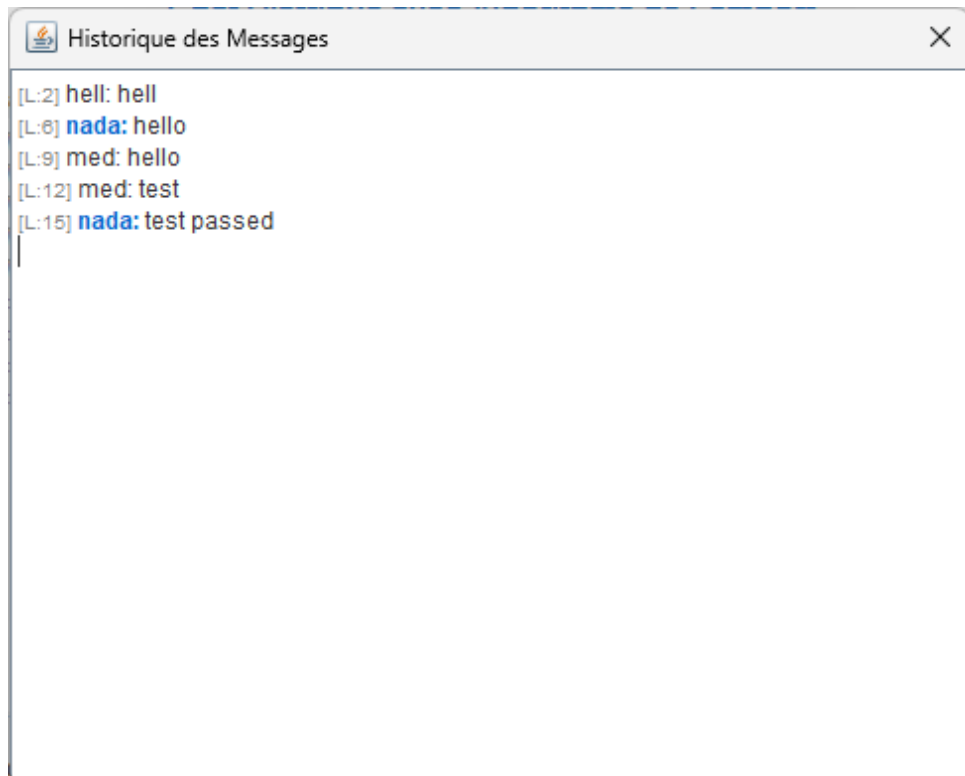 Historique des Messages
[L:2] hell: hell
[L:6] nada: hello
[L:9] med: hello
[L:12] med: test
[L:15] nada: test passed